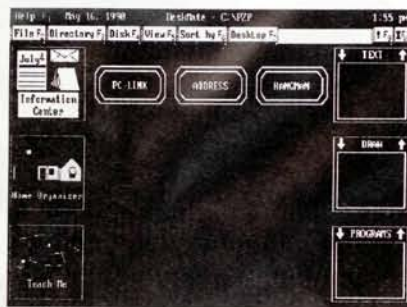 Help F1 May 16, 1990 DeskMate - C:\PZP 1:55 pm
File F2 Directory F3 Disk F4 View F5 Sort by F6 Desktop F7
July
TEXT
PC-LINK ADDRESS HANGMAN
Information
Center
DRAW
Home Organizer
PROGRAMS
Teach Me